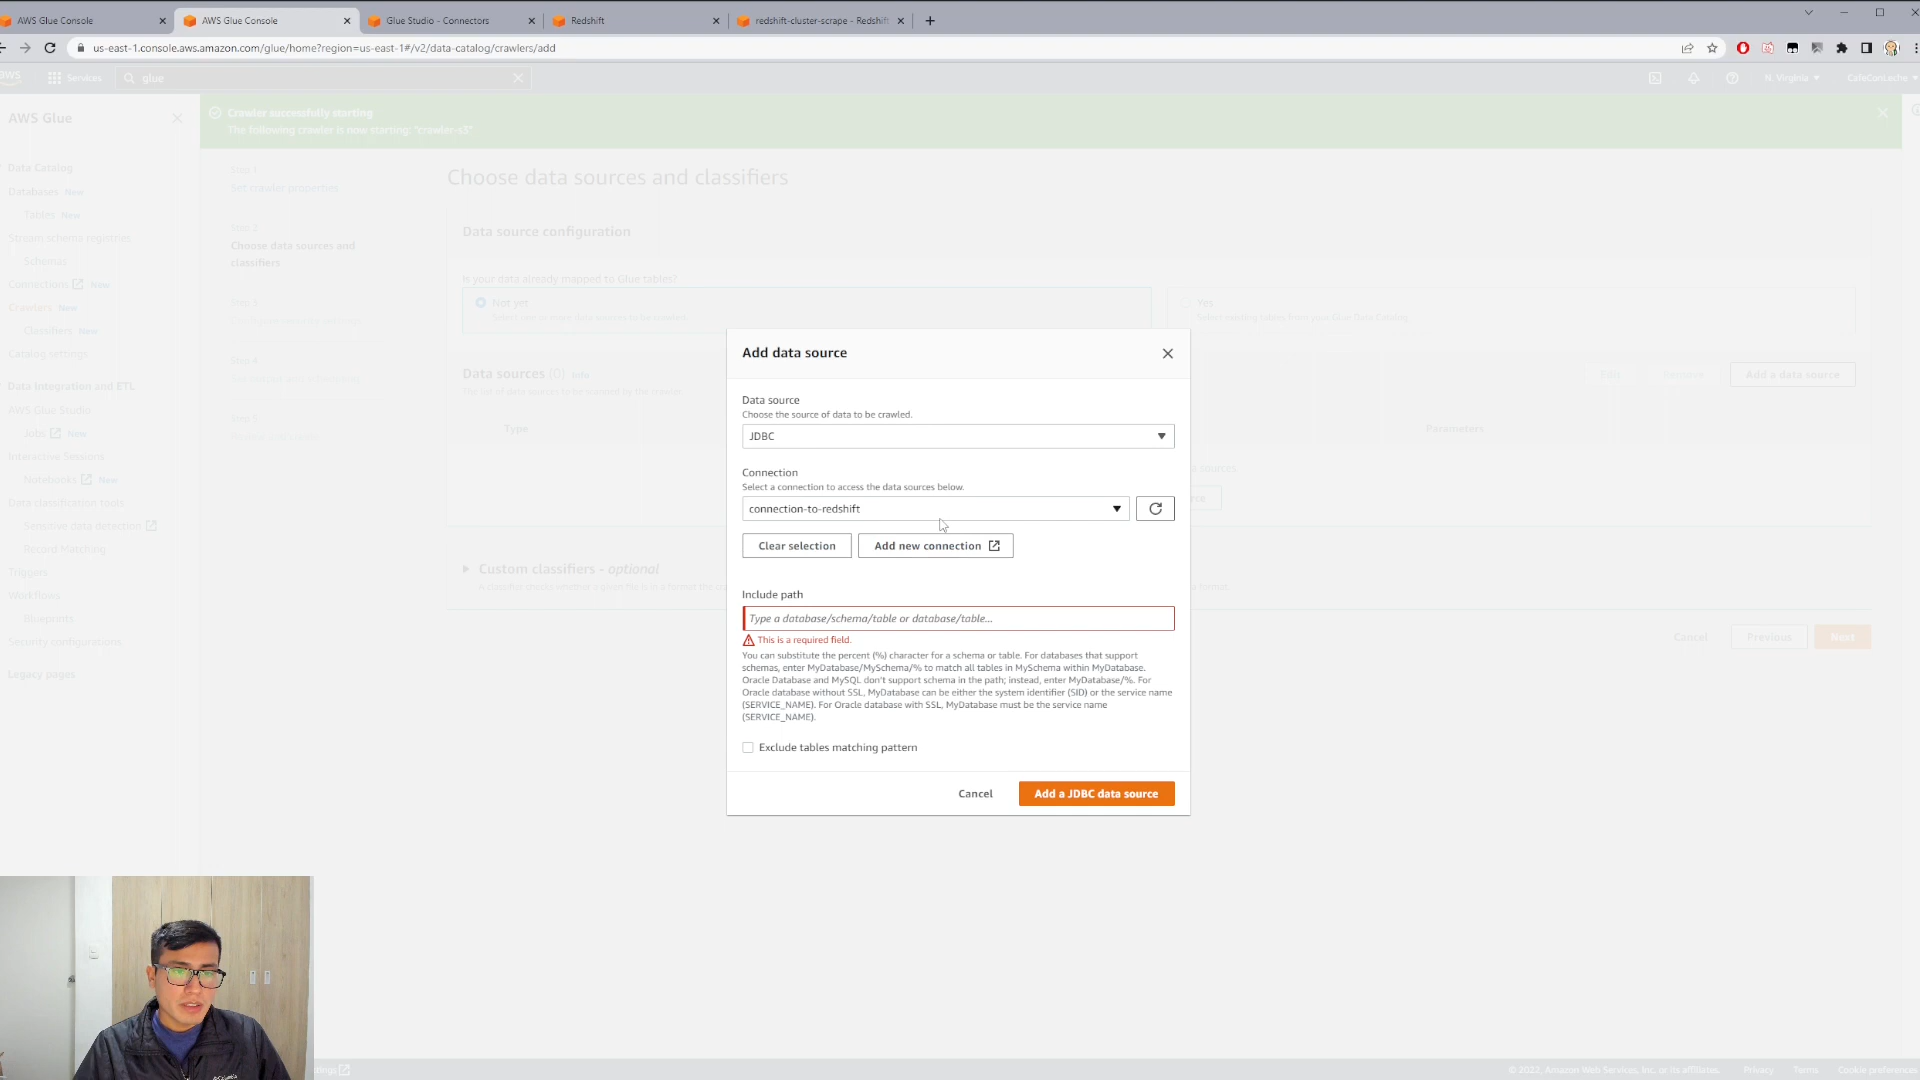 AWS Glue Console
AWS Glue Console
Glue Studio - Connectors
Redshift
redshift-cluster-scrape - Redshift
us-east-1.console.aws.amazon.com/glue/home?region=us-east-1#/v2/data-catalog/crawlers/add
aws
Services
glue
N. Virginia
CafeConLeche
AWS Glue
Crawler successfully starting
The following crawler is now starting: "crawler-s3"
Data Catalog
Databases New
Tables New
Stream schema registries
Schemas
Connections New
Crawlers New
Classifiers New
Catalog settings
Data Integration and ETL
AWS Glue Studio
Jobs New
Interactive Sessions
Notebooks New
Data classification tools
Sensitive data detection
Record Matching
Triggers
Workflows
Blueprints
Security configurations
Legacy pages
Step 1
Set crawler properties
Step 2
Choose data sources and
classifiers
Step 3
Step 4
Step 5
Choose data sources and classifiers
Data source configuration
Is your data already mapped to Glue tables?
Not yet
Select one or more data sources to be crawled.
Yes
Select existing tables from your Glue Data Catalog.
Data sources (0) Info
The list of data sources to be scanned by the crawler.
Edit
Remove
Add a data source
Type
Parameters
Custom classifiers - optional
Cancel
Previous
Next
Add data source
Data source
Choose the source of data to be crawled.
JDBC
Connection
Select a connection to access the data sources below.
connection-to-redshift
Clear selection
Add new connection
Include path
Type a database/schema/table or database/table...
This is a required field.
You can substitute the percent (%) character for a schema or table. For databases that support
schemas, enter MyDatabase/MySchema/% to match all tables in MySchema within MyDatabase.
Oracle Database and MySQL don't support schema in the path; instead, enter MyDatabase/%. For
Oracle database without SSL, MyDatabase can be either the system identifier (SID) or the service name
(SERVICE_NAME). For Oracle database with SSL, MyDatabase must be the service name
(SERVICE_NAME).
Exclude tables matching pattern
Cancel
Add a JDBC data source
© 2022, Amazon Web Services, Inc. or its affiliates.
Privacy
Terms
Cookie preferences